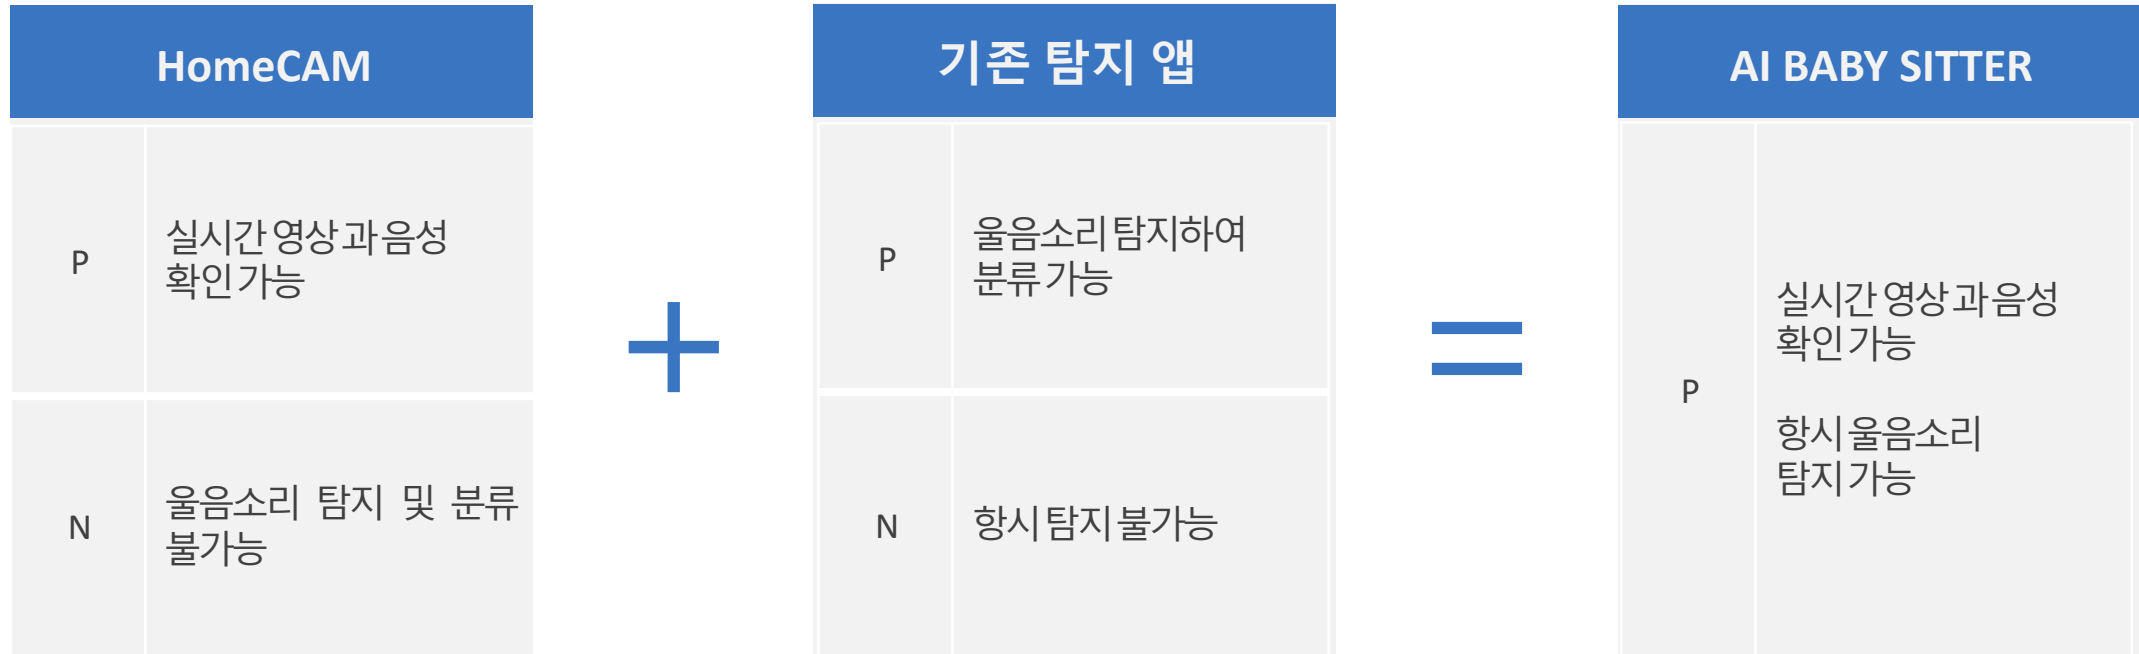 HomeCAM
P
실시간 영상 과 음성
확인 가능
N
울음소리 탐지 및 분류
불가능
+
기존 탐지 앱
P
울음소리 탐지하여
분류 가능
N
항시 탐지 불가능
=
AI BABY SITTER
P
실시간 영상 과 음성
확인 가능
항시 울음소리
탐지 가능